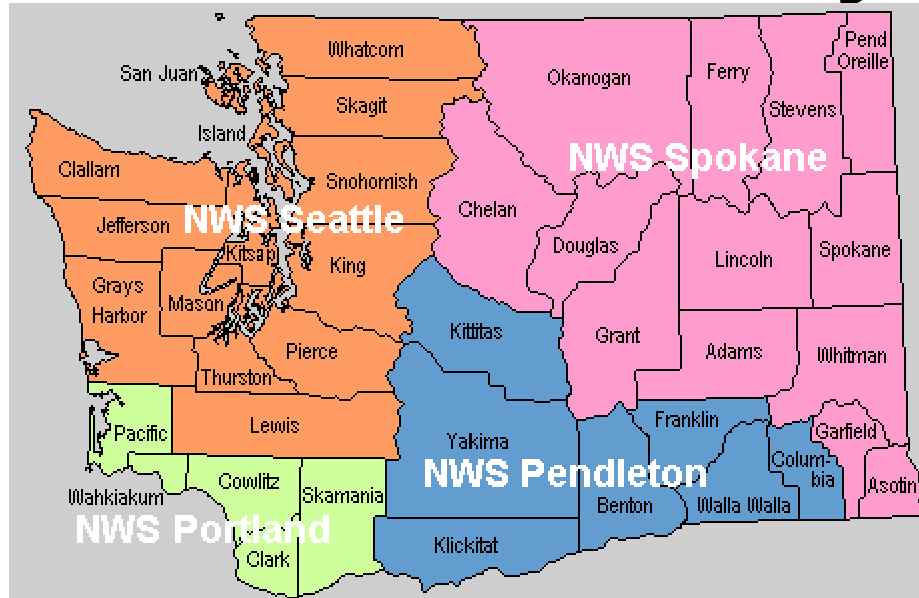 Whatcom
San Juan
Skagit
Island
Snohomish
Clallam
NWS Seattle
Jefferson
Kitsap
King
Grays
Harbor
Mason
Pierce
Thurston
Lewis
Okanogan
Ferry
Pend
Oreille
Stevens
NWS Spokane
Chelan
Douglas
Lincoln
Spokane
Grant
Adams
Whitman
Garfield
Asotin
Kittitas
Yakima
Franklin
NWS Pendleton
Colum-
bia
Benton
Walla Walla
Klickitat
Pacific
Wahkiakum
Cowlitz
Skamania
NWS Portland
Clark